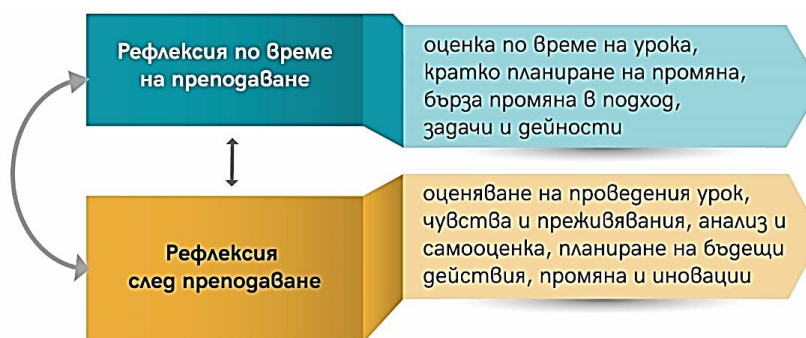 Рефлексия по време
на преподаване
оценка по време на урока,
кратко планиране на промяна,
бърза промяна в подход,
задачи и дейности
Рефлексия
след преподаване
оценяване на проведения урок,
чувства и преживявания, анализ и
самооценка, планиране на бъдещи
действия, промяна и иновации